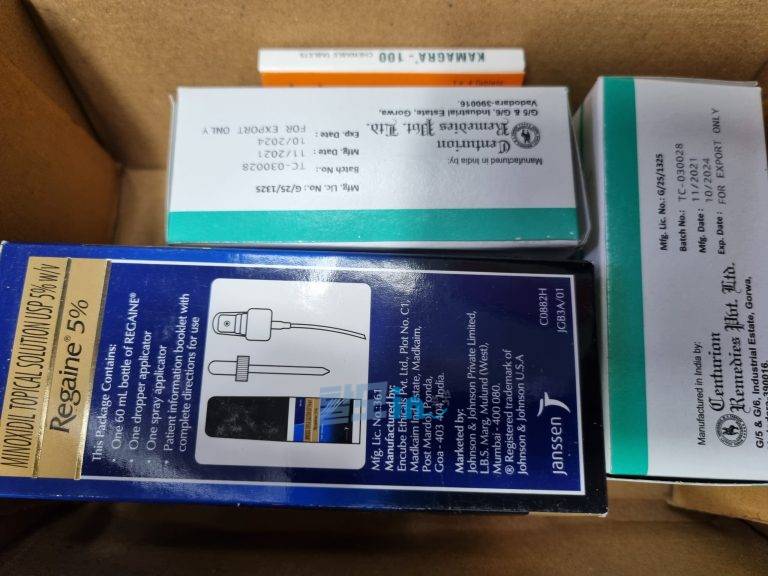 KAMAGRA®-100 CHEWABLE TABLETS
Mfg. Lic. No.: G/25/1325
Batch No.: TC-030028
Mfg. Date: 11/2021
Exp. Date: 10/2024
FOR EXPORT ONLY
Manufactured in India by:
Centurion
Remedies Pvt. Ltd.
G/5 & G/6, Industrial Estate, Gorwa,
Vadodara-390016.
Mfg. Lic. No.: G/25/1325
Batch No.: TC-030028
Mfg. Date: 11/2021
Exp. Date: 10/2024
FOR EXPORT ONLY
Manufactured in India by:
Centurion
Remedies Pvt. Ltd.
G/5 & G/6, Industrial Estate, Gorwa,
MINOXIDIL TOPICAL SOLUTION USP 5% w/v
Regaine® 5%
This Package Contains:
One 60 mL bottle of REGAINE®
One dropper applicator
One spray applicator
Patient information booklet with
complete directions for use
Manufactured by:
Encube Ethicals Pvt. Ltd., Plot No. C1,
Madkaim Ind. Estate, Madkaim,
Post Mardol, Ponda,
Goa - 403 404, India.
Marketed by:
Johnson & Johnson Private Limited,
L.B.S. Marg, Mulund (West),
Mumbai - 400 080.
® Registered trademark of
Johnson & Johnson U.S.A
C0882H
JGB3A/01
janssen